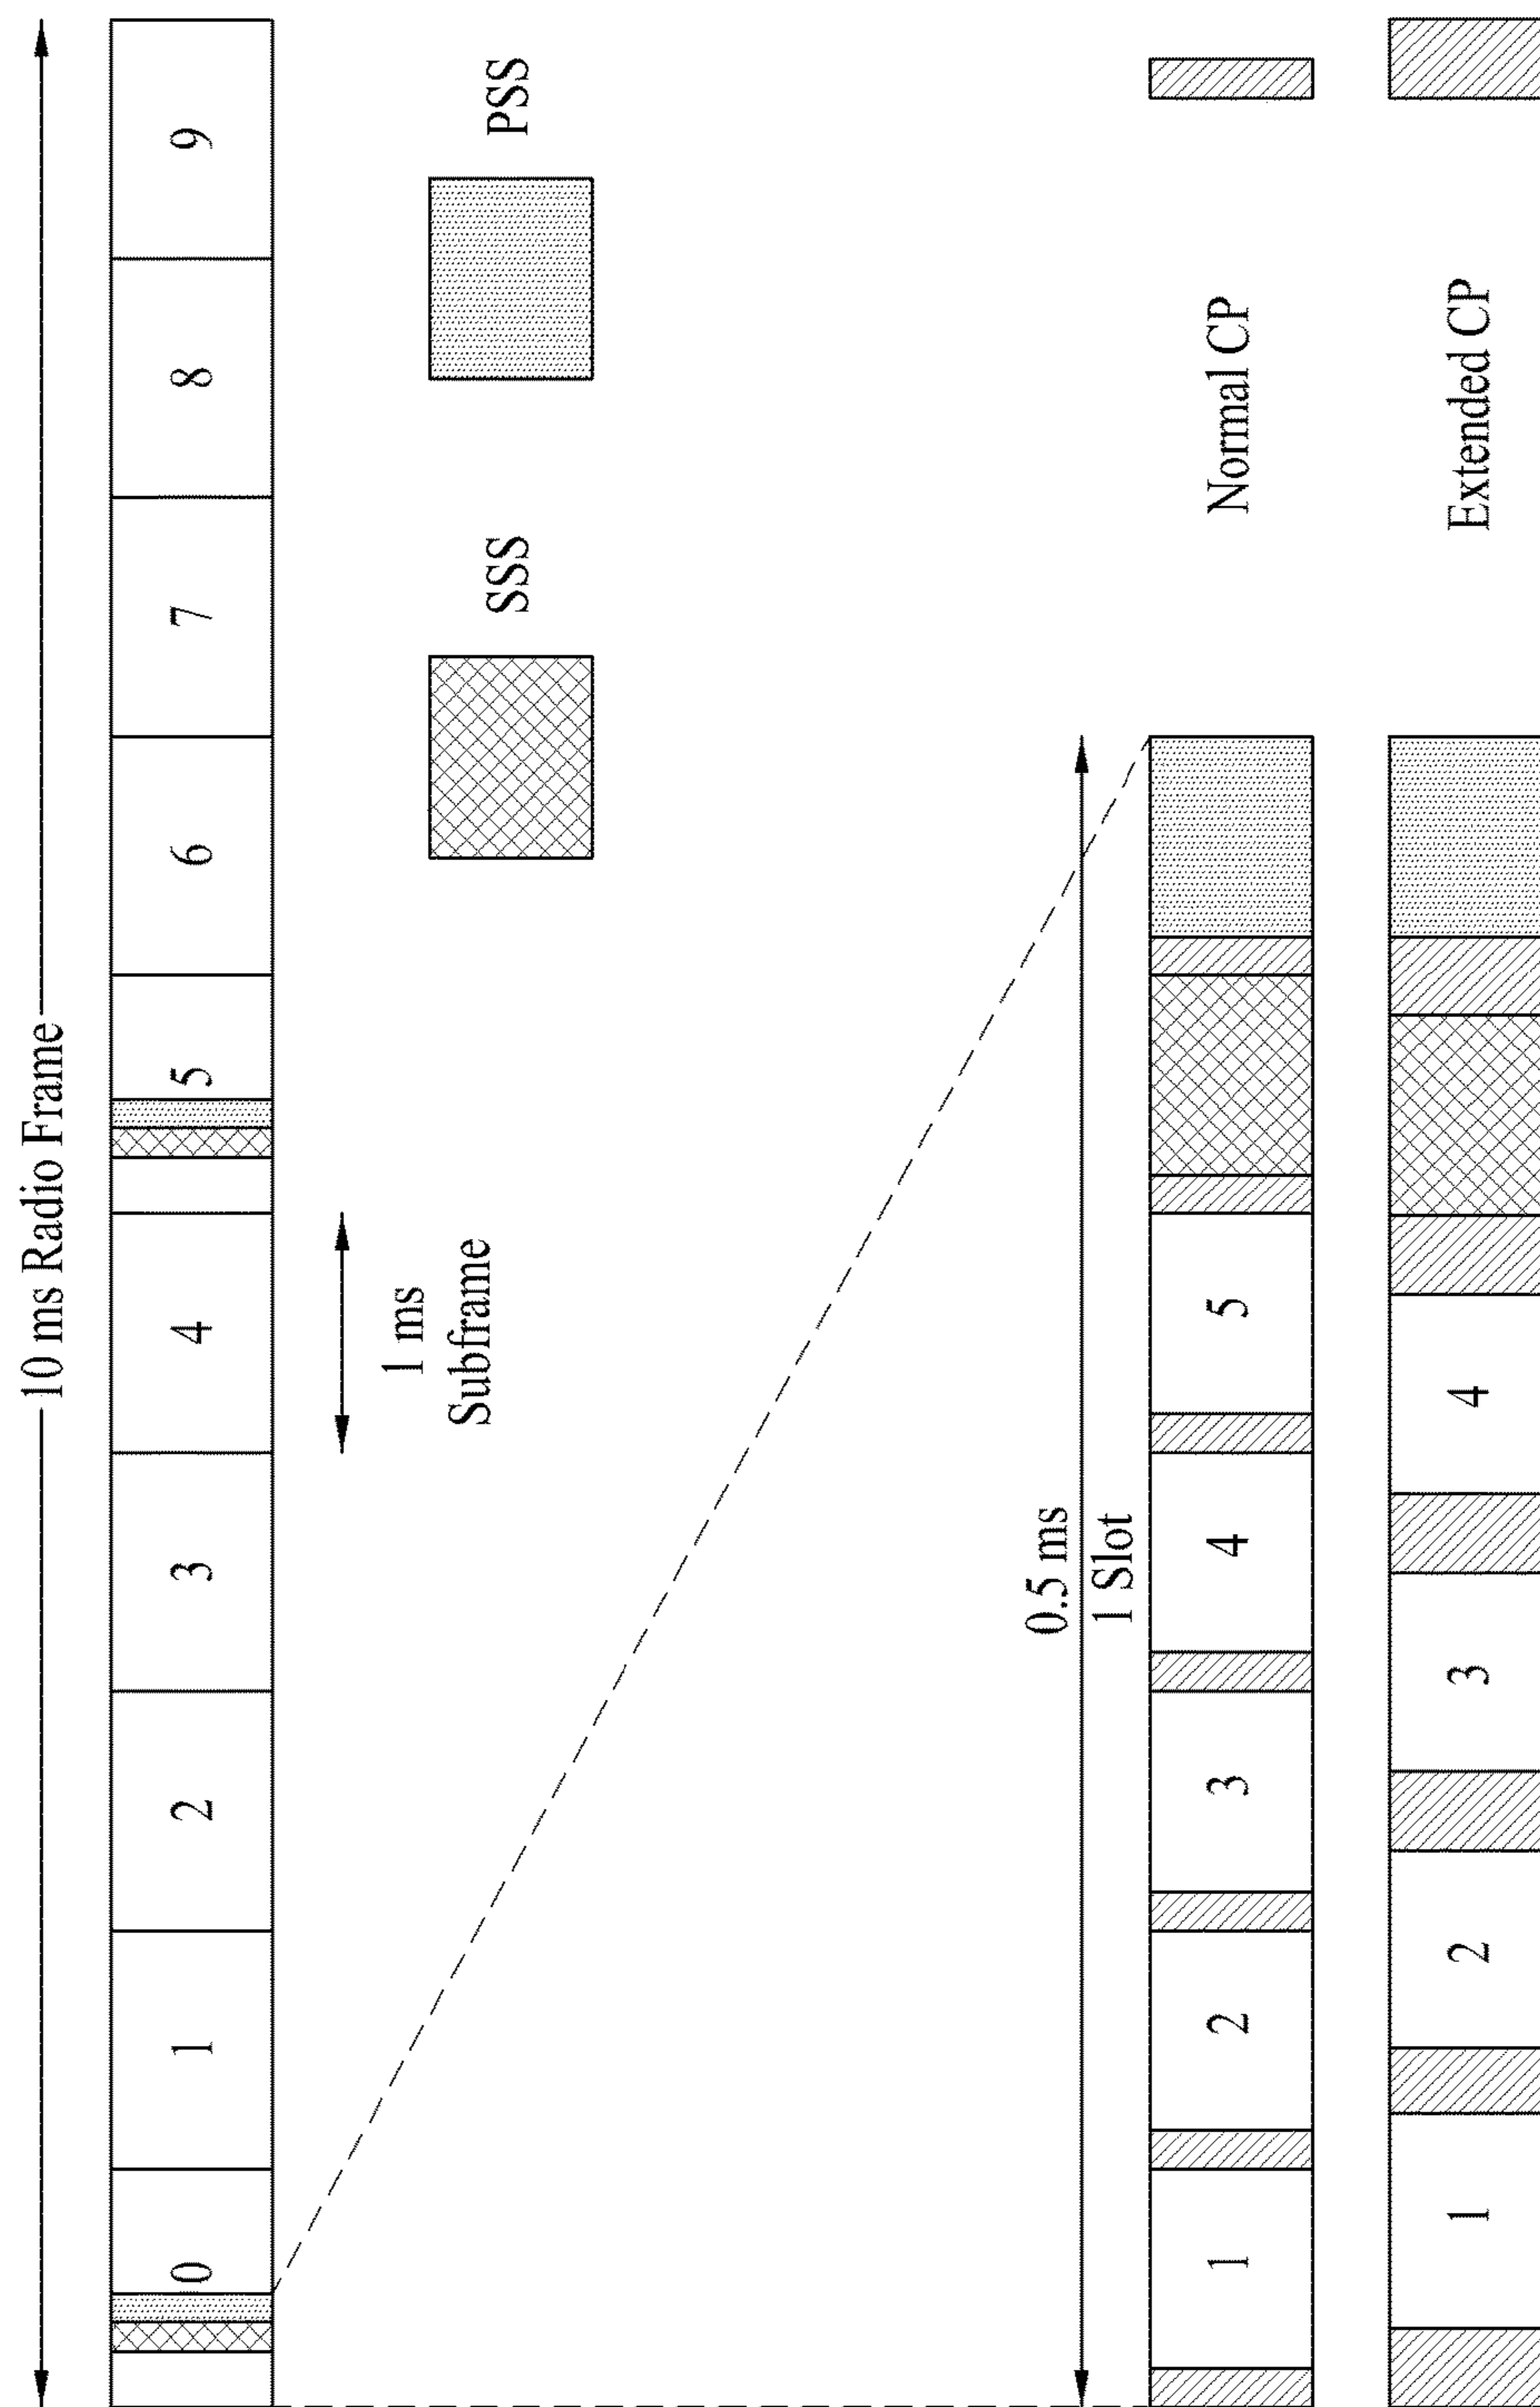 10 ms Radio Frame
0 1 2 3 4 5 6 7 8 9
1 ms
Subframe
SSS
PSS
0.5 ms
1 Slot
1 2 3 4 5
Normal CP
1 2 3 4
Extended CP